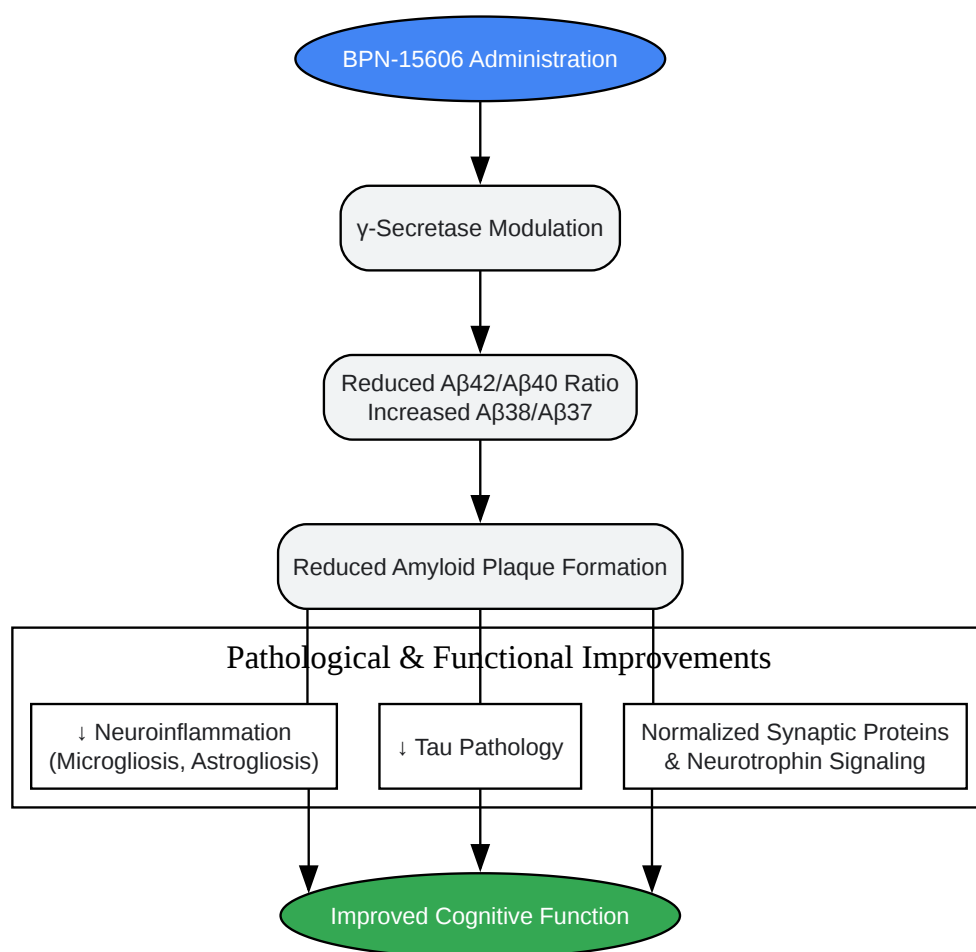 BPN-15606 Administration
γ-Secretase Modulation
Reduced Aβ42/Aβ40 Ratio
Increased Aβ38/Aβ37
Reduced Amyloid Plaque Formation
Pathological & Functional Improvements
↓ Neuroinflammation
(Microgliosis, Astrogliosis)
↓ Tau Pathology
Normalized Synaptic Proteins
& Neurotrophin Signaling
Improved Cognitive Function